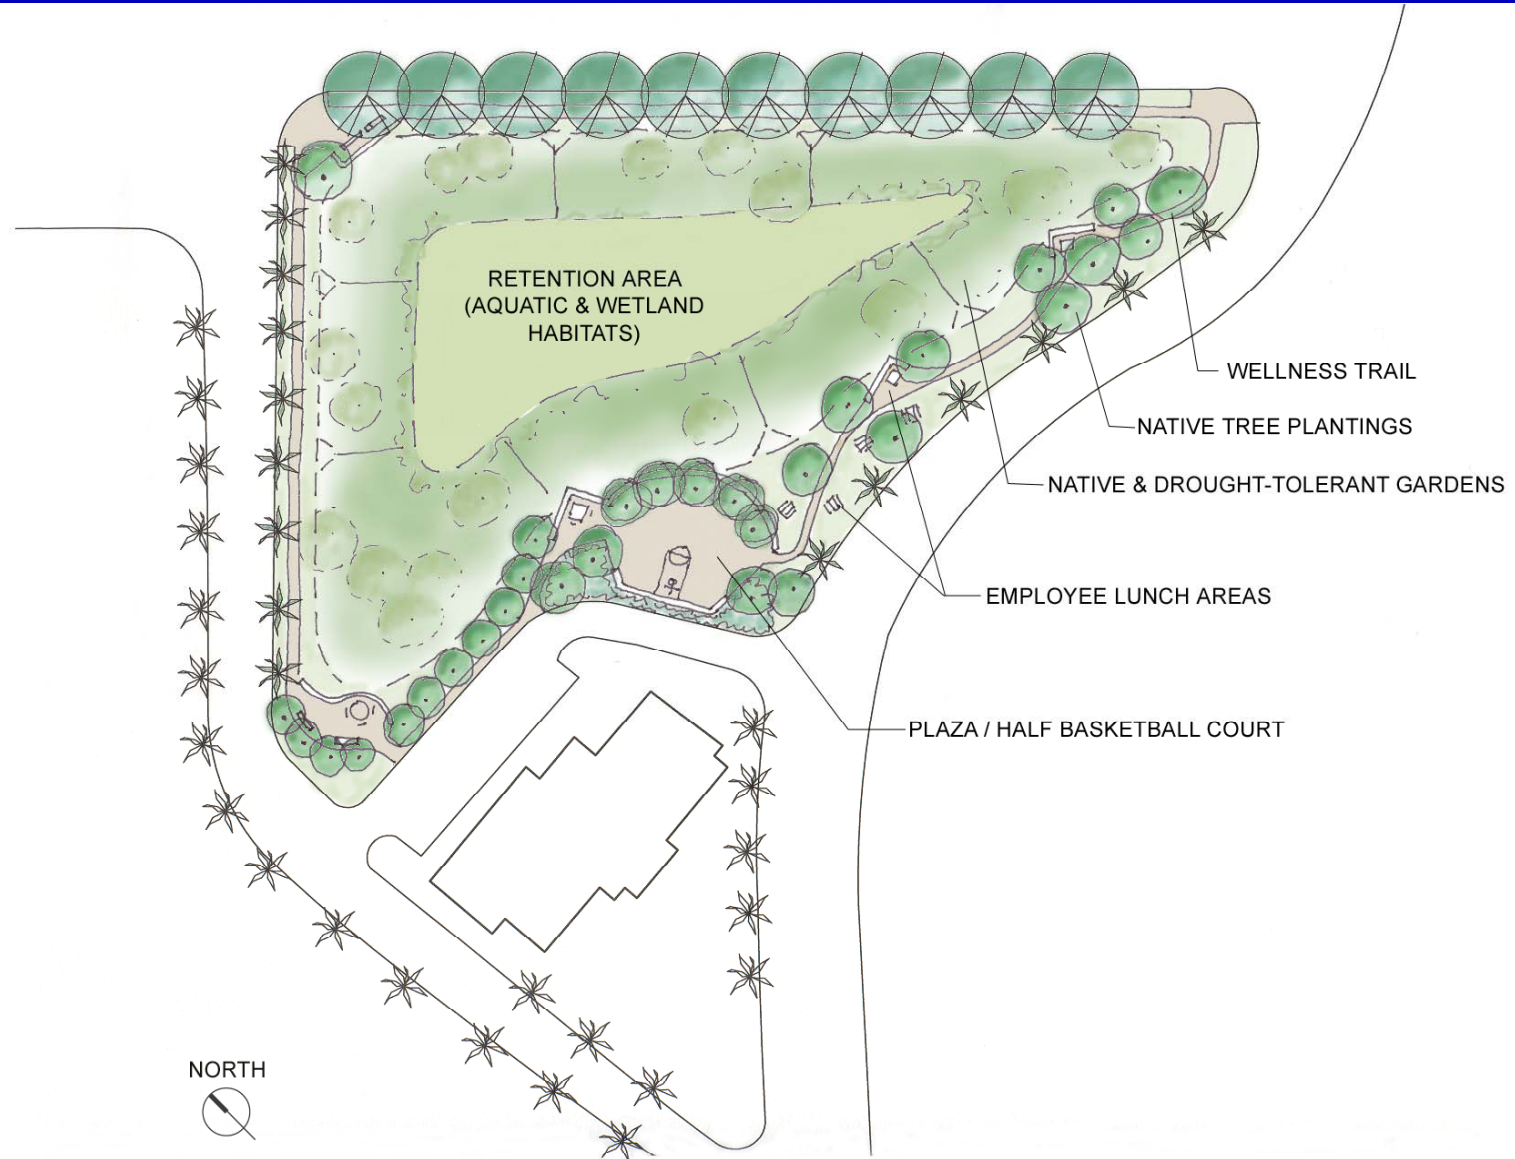 RETENTION AREA
(AQUATIC & WETLAND
HABITATS)
WELLNESS TRAIL
NATIVE TREE PLANTINGS
NATIVE & DROUGHT-TOLERANT GARDENS
EMPLOYEE LUNCH AREAS
PLAZA / HALF BASKETBALL COURT
NORTH